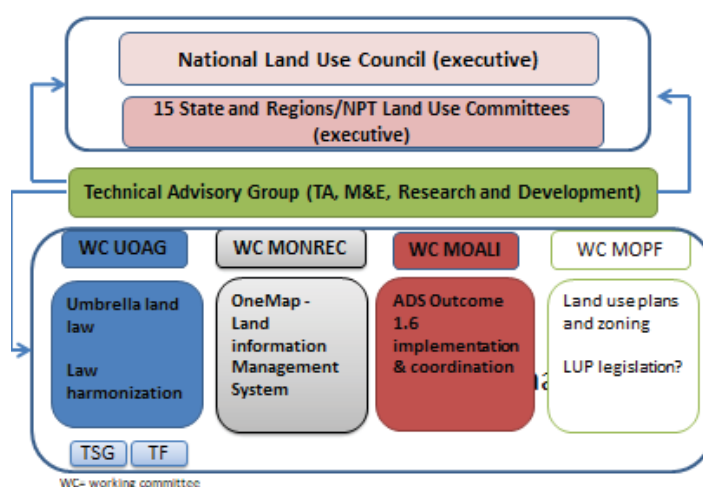 National Land Use Council (executive)
15 State and Regions/NPT Land Use Committees
(executive)
Technical Advisory Group (TA, M&E, Research and Development)
WC UOAG
WC MONREC
WC MOALI
WC MOPF
Umbrella land
law
Law
harmonization
OneMap -
Land
information
Management
System
ADS Outcome
1.6
implementation
& coordination
Land use plans
and zoning
LUP legislation?
TSG
TF
WC= working committee